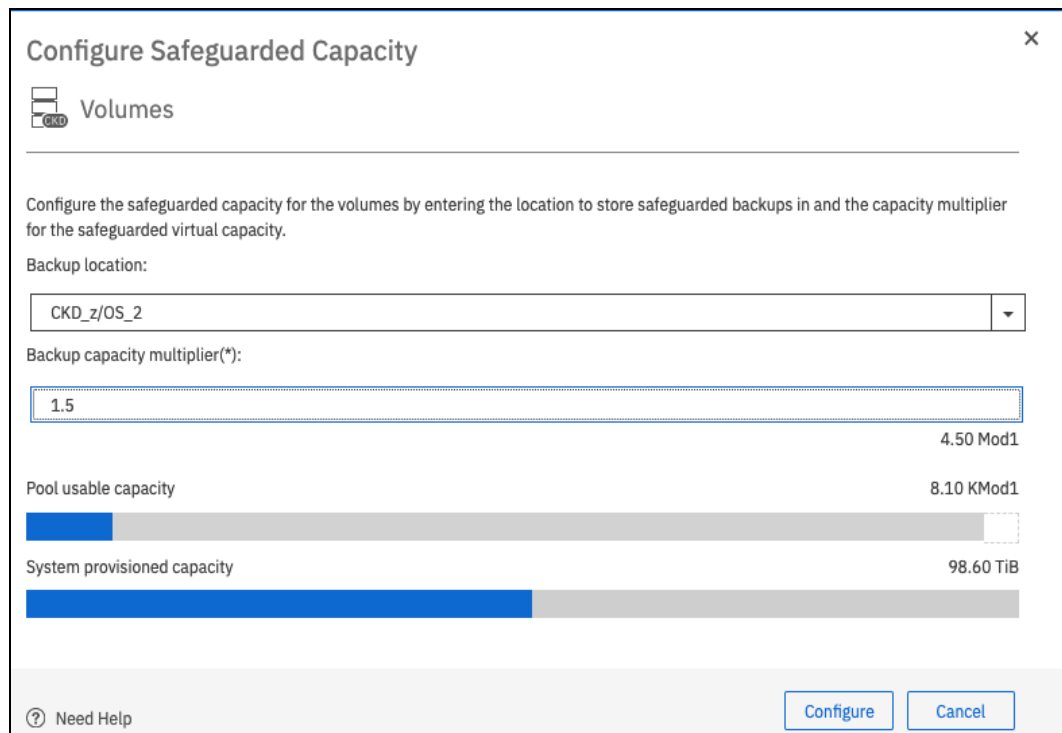 Configure Safeguarded Capacity
CKD
Volumes
Configure the safeguarded capacity for the volumes by entering the location to store safeguarded backups in and the capacity multiplier
for the safeguarded virtual capacity.
Backup location:
CKD_z/OS_2
Backup capacity multiplier(*):
1.5
4.50 Mod1
Pool usable capacity 8.10 KMod1
System provisioned capacity 98.60 TiB
? Need Help Configure Cancel